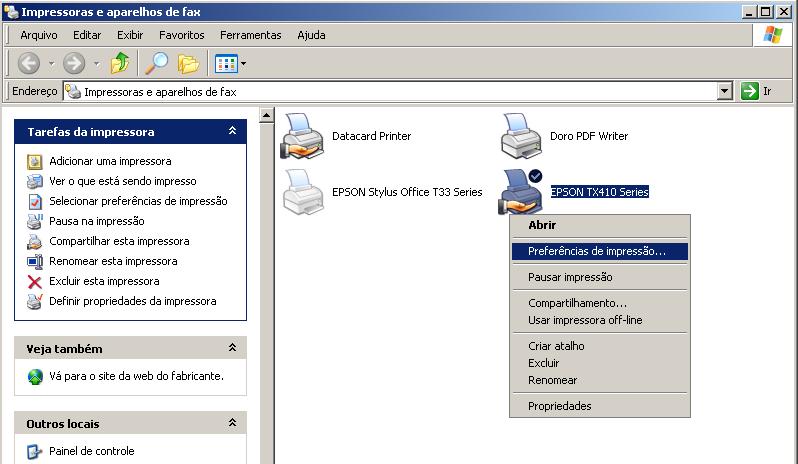 Impressoras e aparelhos de fax
Arquivo Editar Exibir Favoritos Ferramentas Ajuda
Endereço Impressoras e aparelhos de fax Ir
Tarefas da impressora
Adicionar uma impressora
Ver o que está sendo impresso
Selecionar preferências de impressão
Pausa na impressão
Compartilhar esta impressora
Renomear esta impressora
Excluir esta impressora
Definir propriedades da impressora
Veja também
Vá para o site da web do fabricante.
Outros locais
Painel de controle
Datacard Printer
Doro PDF Writer
EPSON Stylus Office T33 Series
EPSON TX410 Series
Abrir
Preferências de impressão...
Pausar impressão
Compartilhamento...
Usar impressora off-line
Criar atalho
Excluir
Renomear
Propriedades